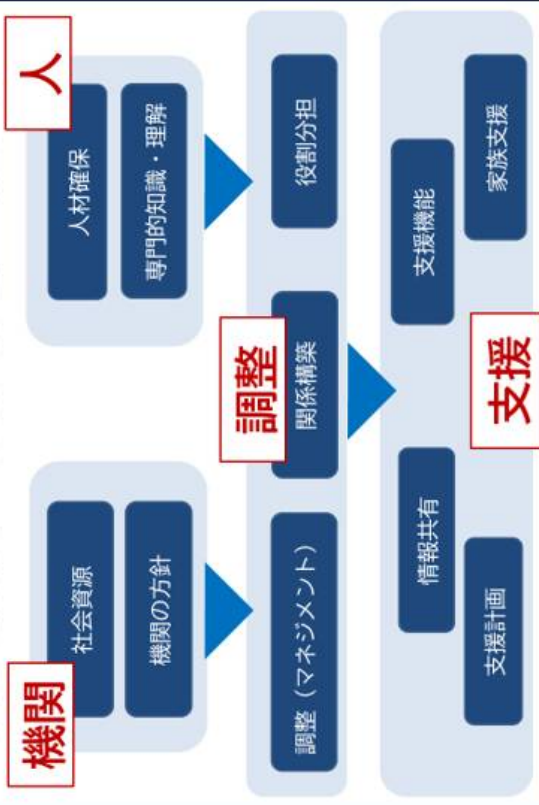 機関
社会資源
機関の方針
人
人材確保
専門的知識・理解
調整
調整（マネジメント）
関係構築
役割分担
支援
情報共有
支援機能
支援計画
家族支援